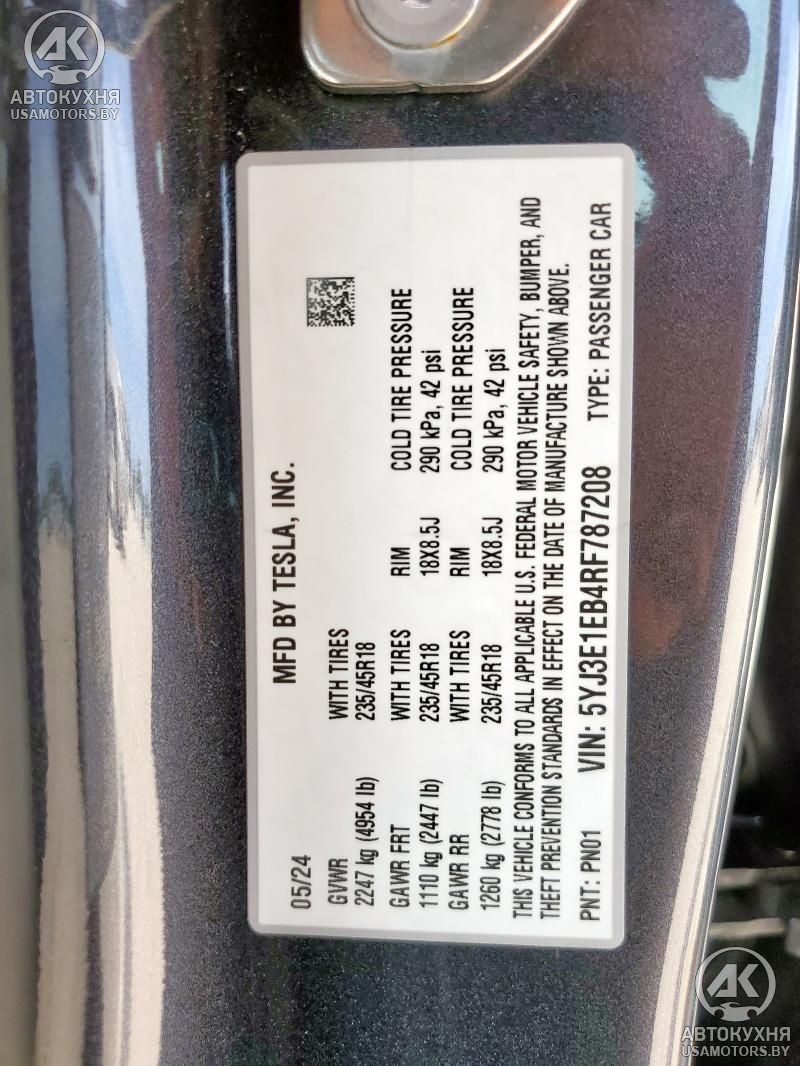 AK
АВТОКУХНЯ
USAMOTORS.BY
MFD BY TESLA, INC.
05/24
GVWR WITH TIRES
2247 kg (4954 lb) 235/45R18
GAWR FRT WITH TIRES RIM COLD TIRE PRESSURE
1110 kg (2447 lb) 235/45R18 18X8.5J 290 kPa, 42 psi
GAWR RR WITH TIRES RIM COLD TIRE PRESSURE
1260 kg (2778 lb) 235/45R18 18X8.5J 290 kPa, 42 psi
THIS VEHICLE CONFORMS TO ALL APPLICABLE U.S. FEDERAL MOTOR VEHICLE SAFETY, BUMPER, AND
THEFT PREVENTION STANDARDS IN EFFECT ON THE DATE OF MANUFACTURE SHOWN ABOVE.
PNT: PN01 VIN: 5YJ3E1EB4RF787208 TYPE: PASSENGER CAR
AK
АВТОКУХНЯ
USAMOTORS.BY